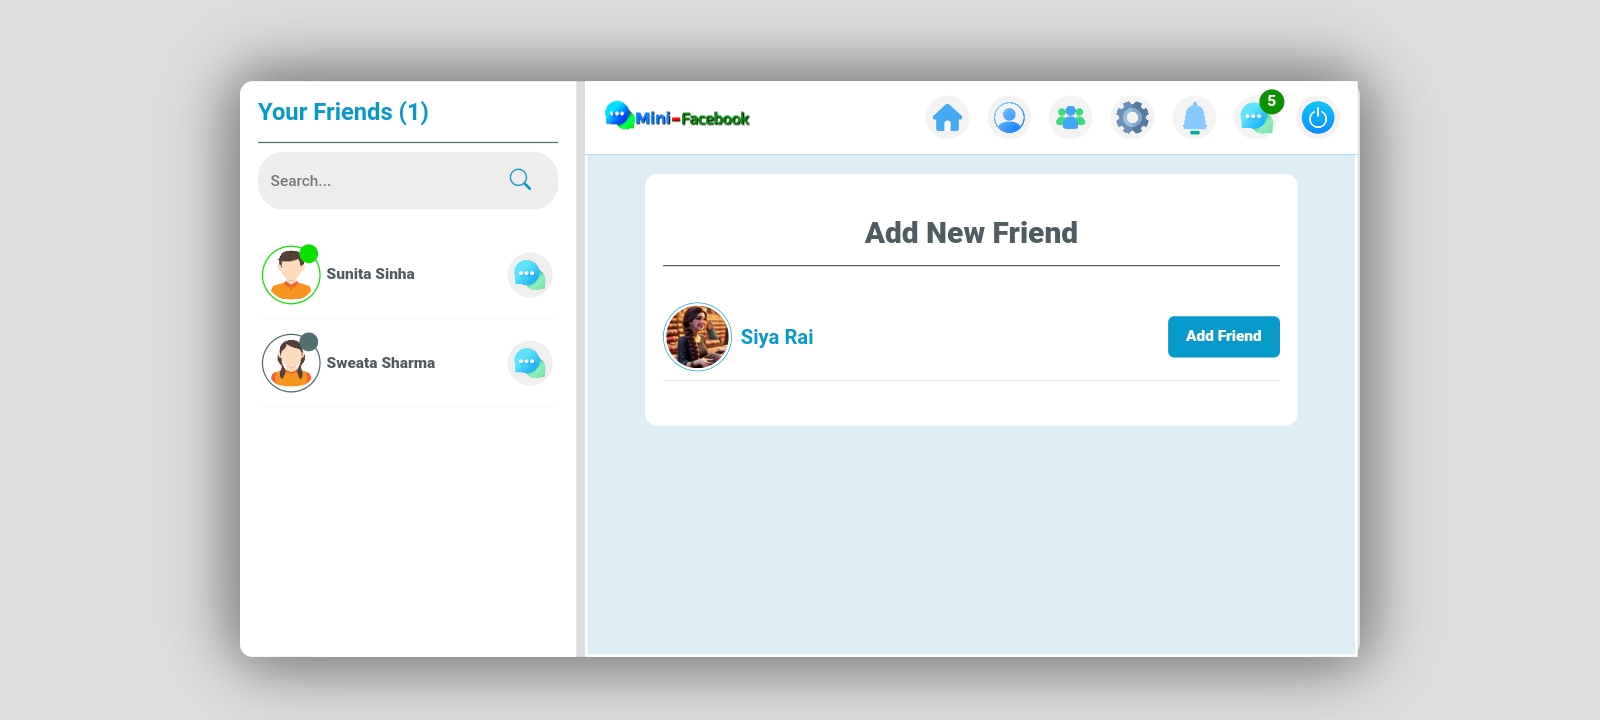 Your Friends (1)
Search...
Sunita Sinha
Sweata Sharma
Mini-Facebook
5
Add New Friend
Siya Rai
Add Friend